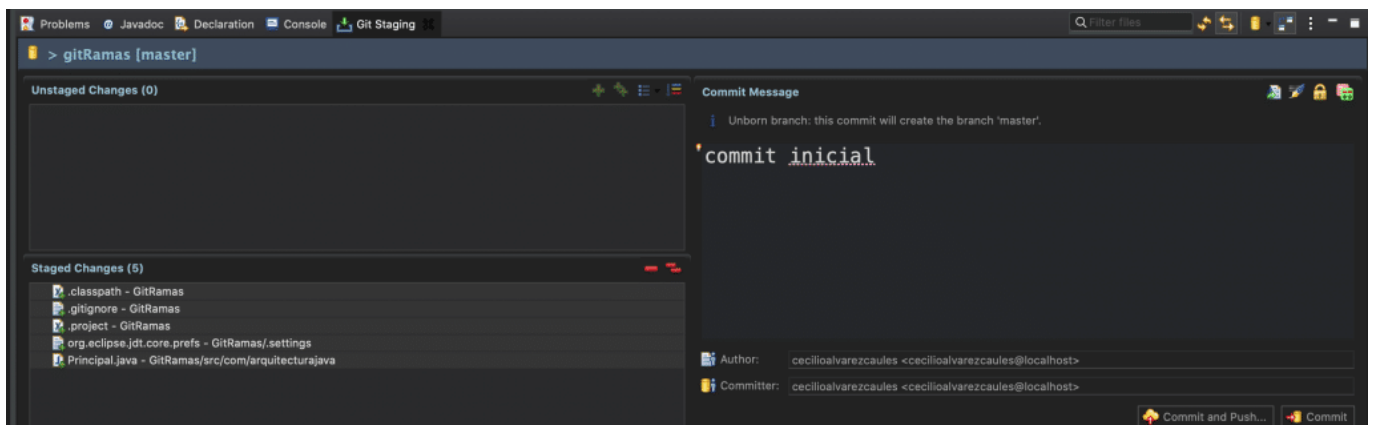 Problems Javadoc Declaration Console Git Staging Filter files
> gitRamas [master]
Unstaged Changes (0)
Staged Changes (5)
.classpath - GitRamas
.gitignore - GitRamas
.project - GitRamas
org.eclipse.jdt.core.prefs - GitRamas/.settings
Principal.java - GitRamas/src/com/arquitecturajava
Commit Message
Unborn branch: this commit will create the branch 'master'.
commit inicial
Author: cecilioalvarezcaules <cecilioalvarezcaules@localhost>
Committer: cecilioalvarezcaules <cecilioalvarezcaules@localhost>
Commit and Push... Commit